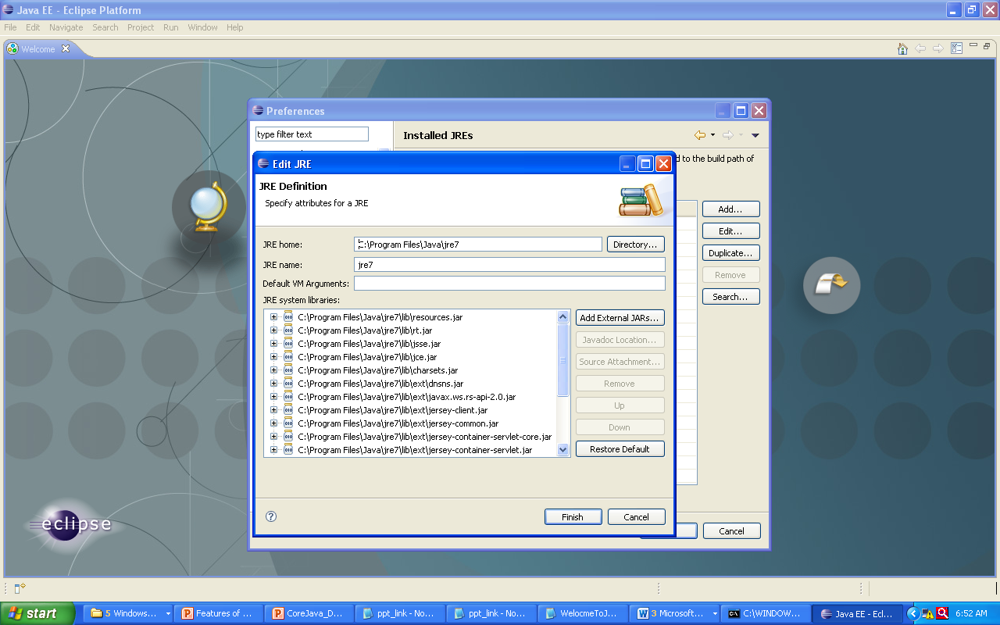 Java EE - Eclipse Platform
File Edit Navigate Search Project Run Window Help
Welcome
Preferences
type filter text
Installed JREs
d to the build path of
Edit JRE
JRE Definition
Specify attributes for a JRE
Add...
Edit...
Duplicate...
Remove
Search...
JRE home: C:\Program Files\Java\jre7 Directory...
JRE name: jre7
Default VM Arguments:
JRE system libraries:
C:\Program Files\Java\jre7\lib\resources.jar
C:\Program Files\Java\jre7\lib\rt.jar
C:\Program Files\Java\jre7\lib\jsse.jar
C:\Program Files\Java\jre7\lib\jce.jar
C:\Program Files\Java\jre7\lib\charsets.jar
C:\Program Files\Java\jre7\lib\ext\dnsns.jar
C:\Program Files\Java\jre7\lib\ext\javax.ws.rs-api-2.0.jar
C:\Program Files\Java\jre7\lib\ext\jersey-client.jar
C:\Program Files\Java\jre7\lib\ext\jersey-common.jar
C:\Program Files\Java\jre7\lib\ext\jersey-container-servlet-core.jar
C:\Program Files\Java\jre7\lib\ext\jersey-container-servlet.jar
Add External JARs...
Javadoc Location...
Source Attachment...
Remove
Up
Down
Restore Default
Finish Cancel
Cancel
eclipse
start 5 Windows... Features of ... CoreJava_D... ppt_link - No... ppt_link - No... WelocmeToJ... 3 Microsoft... C:\WINDOW... Java EE - Ecl... 6:52 AM